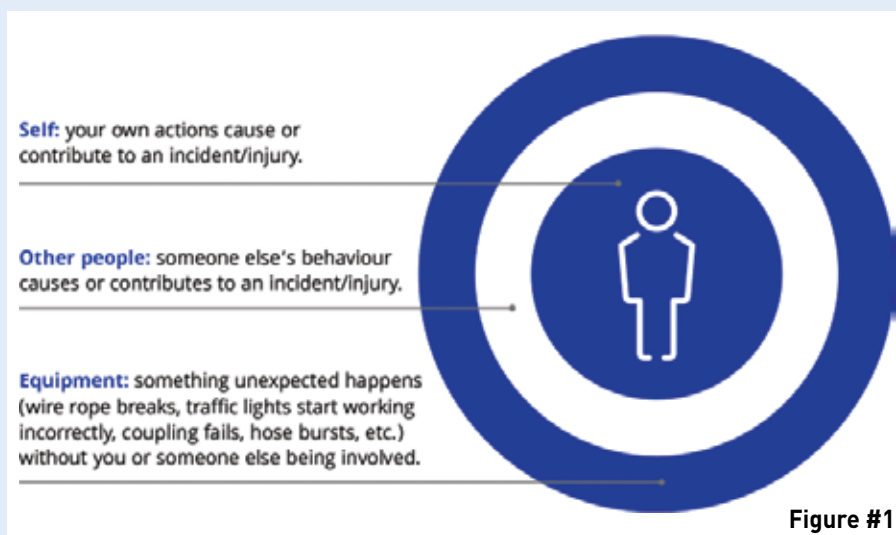 Self: your own actions cause or
contribute to an incident/injury.
Other people: someone else's behaviour
causes or contributes to an incident/injury.
Equipment: something unexpected happens
(wire rope breaks, traffic lights start working
incorrectly, coupling fails, hose bursts, etc.)
without you or someone else being involved.
Figure #1